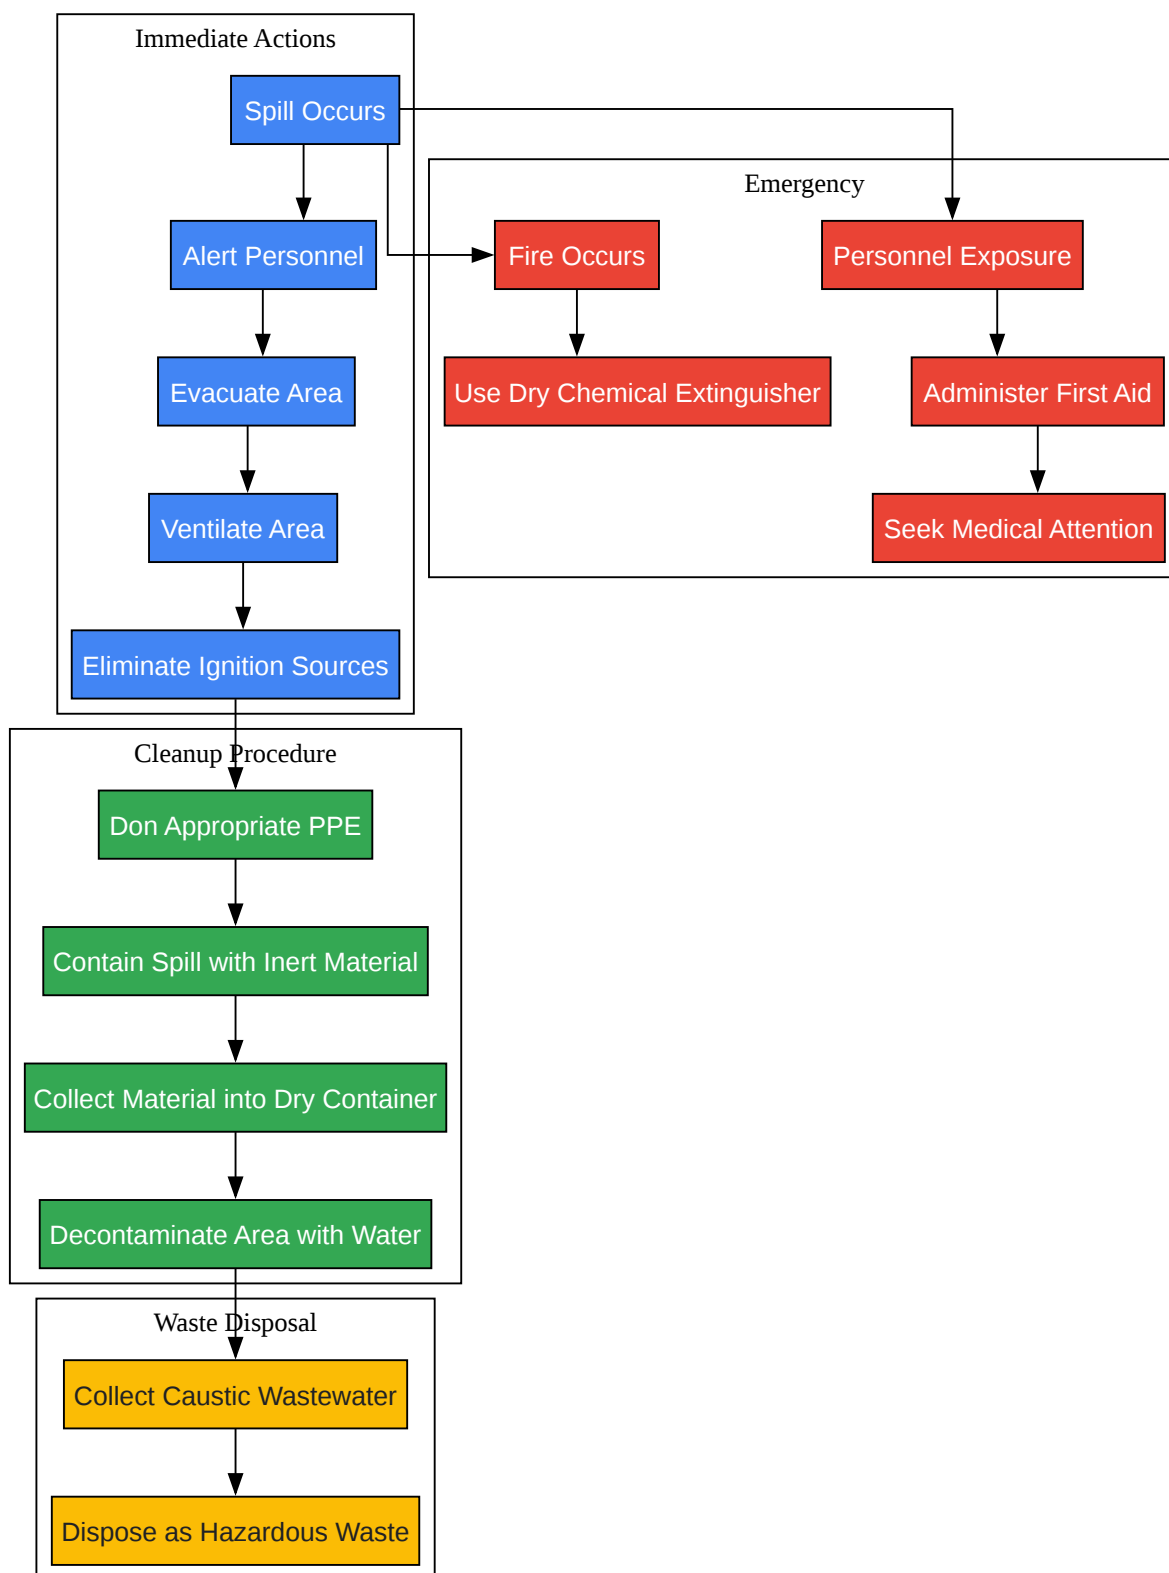 Immediate Actions
Spill Occurs
Alert Personnel
Evacuate Area
Ventilate Area
Eliminate Ignition Sources
Emergency
Fire Occurs
Personnel Exposure
Use Dry Chemical Extinguisher
Administer First Aid
Seek Medical Attention
Cleanup Procedure
Don Appropriate PPE
Contain Spill with Inert Material
Collect Material into Dry Container
Decontaminate Area with Water
Waste Disposal
Collect Caustic Wastewater
Dispose as Hazardous Waste